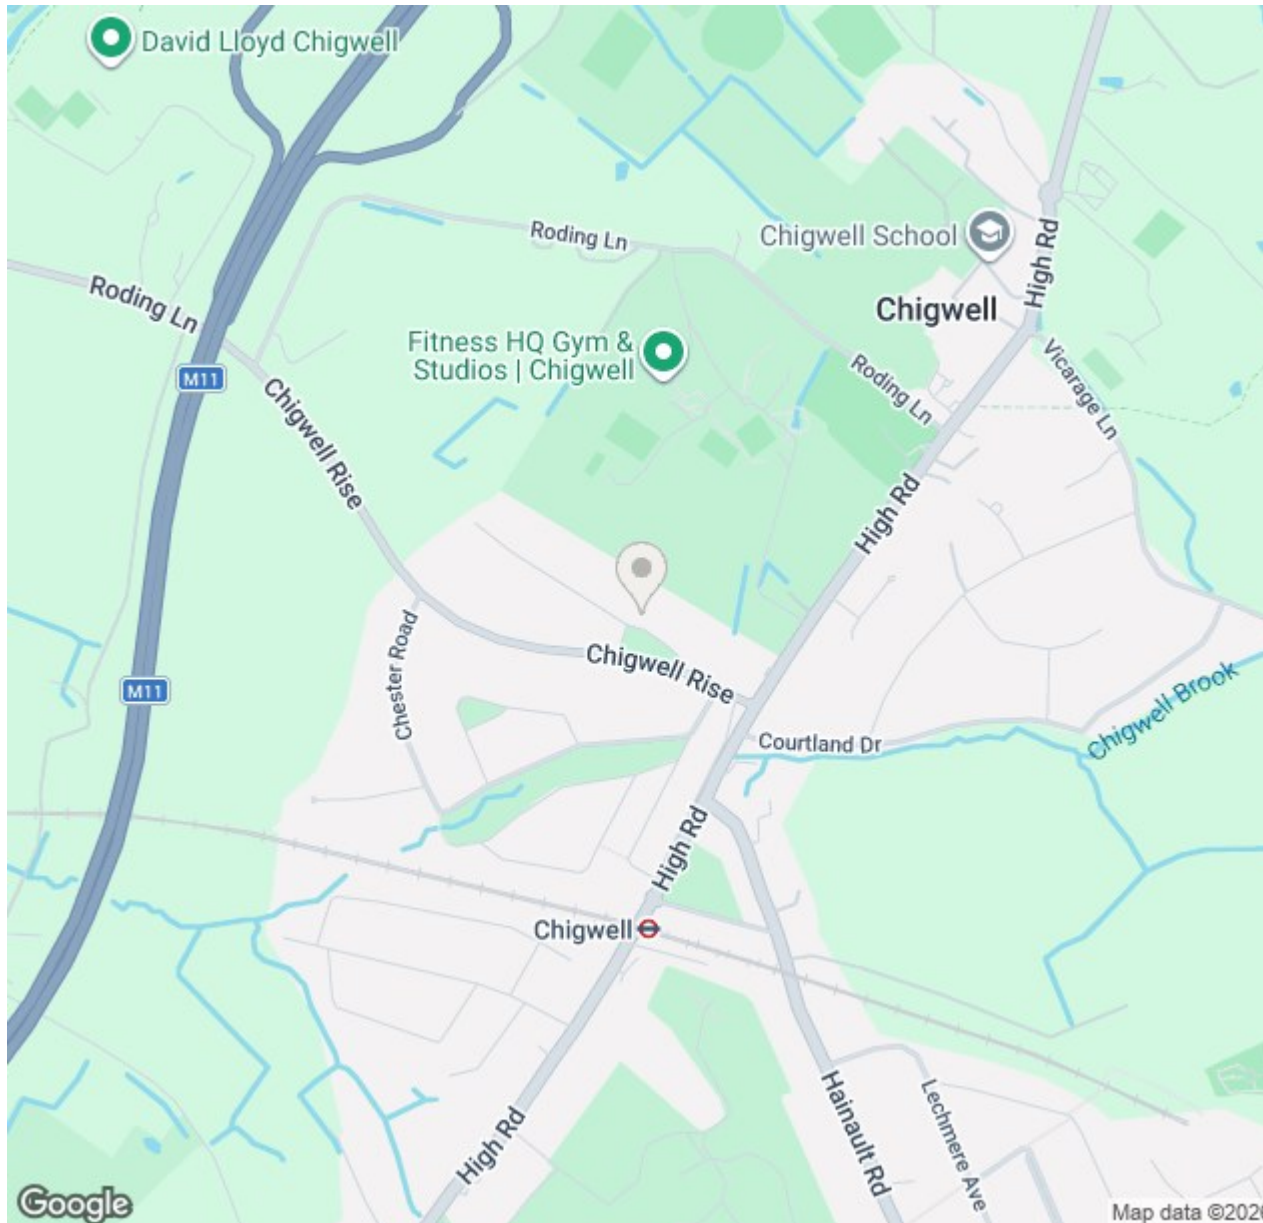 David Lloyd Chigwell
Roding Ln
Chigwell School
High Rd
Roding Ln
Chigwell
Fitness HQ Gym &
Studios | Chigwell
Vicarage Ln
M11
Roding Ln
Chigwell Rise
High Rd
Chester Road
Chigwell Rise
M11
Chigwell Brook
Courtland Dr
High Rd
Chigwell
Hainault Rd
Lechmere Ave
High Rd
Google
Map data ©2026